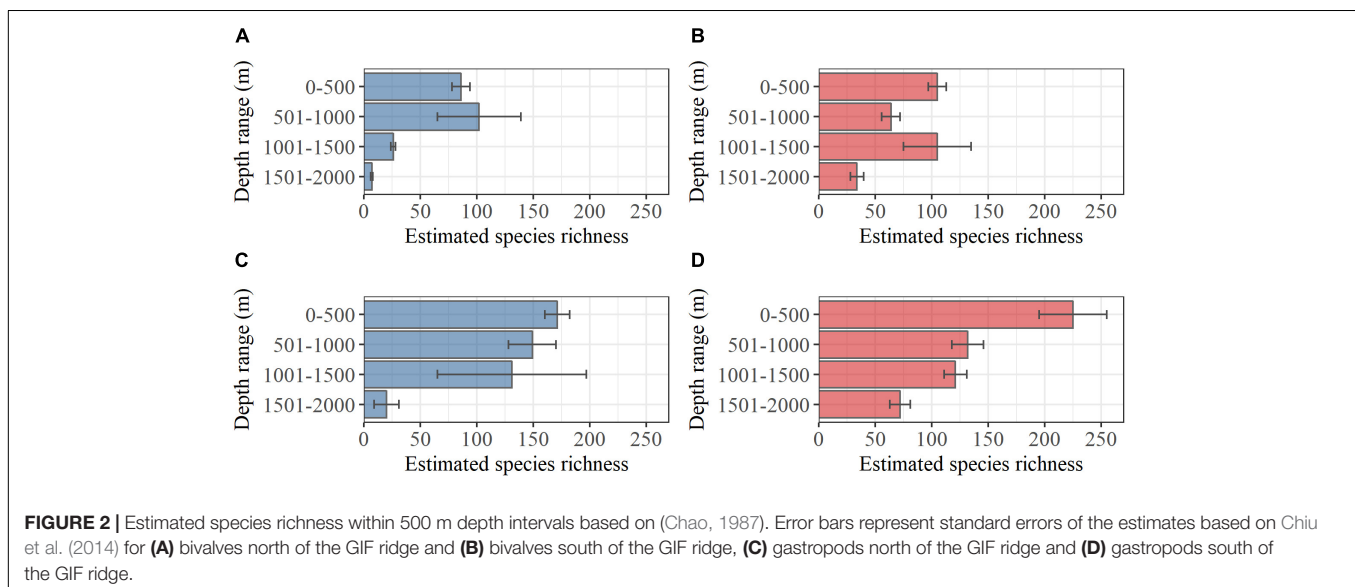 A
Depth range (m)
0-500
501-1000
1001-1500
1501-2000
0 50 100 150 200 250
Estimated species richness
B
Depth range (m)
0-500
501-1000
1001-1500
1501-2000
0 50 100 150 200 250
Estimated species richness
C
Depth range (m)
0-500
501-1000
1001-1500
1501-2000
0 50 100 150 200 250
Estimated species richness
D
Depth range (m)
0-500
501-1000
1001-1500
1501-2000
0 50 100 150 200 250
Estimated species richness
FIGURE 2 | Estimated species richness within 500 m depth intervals based on (Chao, 1987). Error bars represent standard errors of the estimates based on Chiu
et al. (2014) for (A) bivalves north of the GIF ridge and (B) bivalves south of the GIF ridge, (C) gastropods north of the GIF ridge and (D) gastropods south of
the GIF ridge.